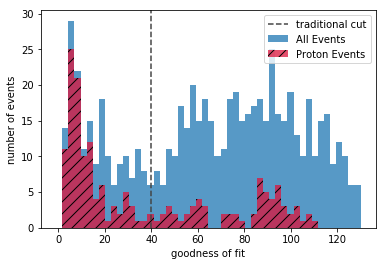 30
25
20
15
10
5
0
number of events
traditional cut
All Events
Proton Events
0 20 40 60 80 100 120
goodness of fit